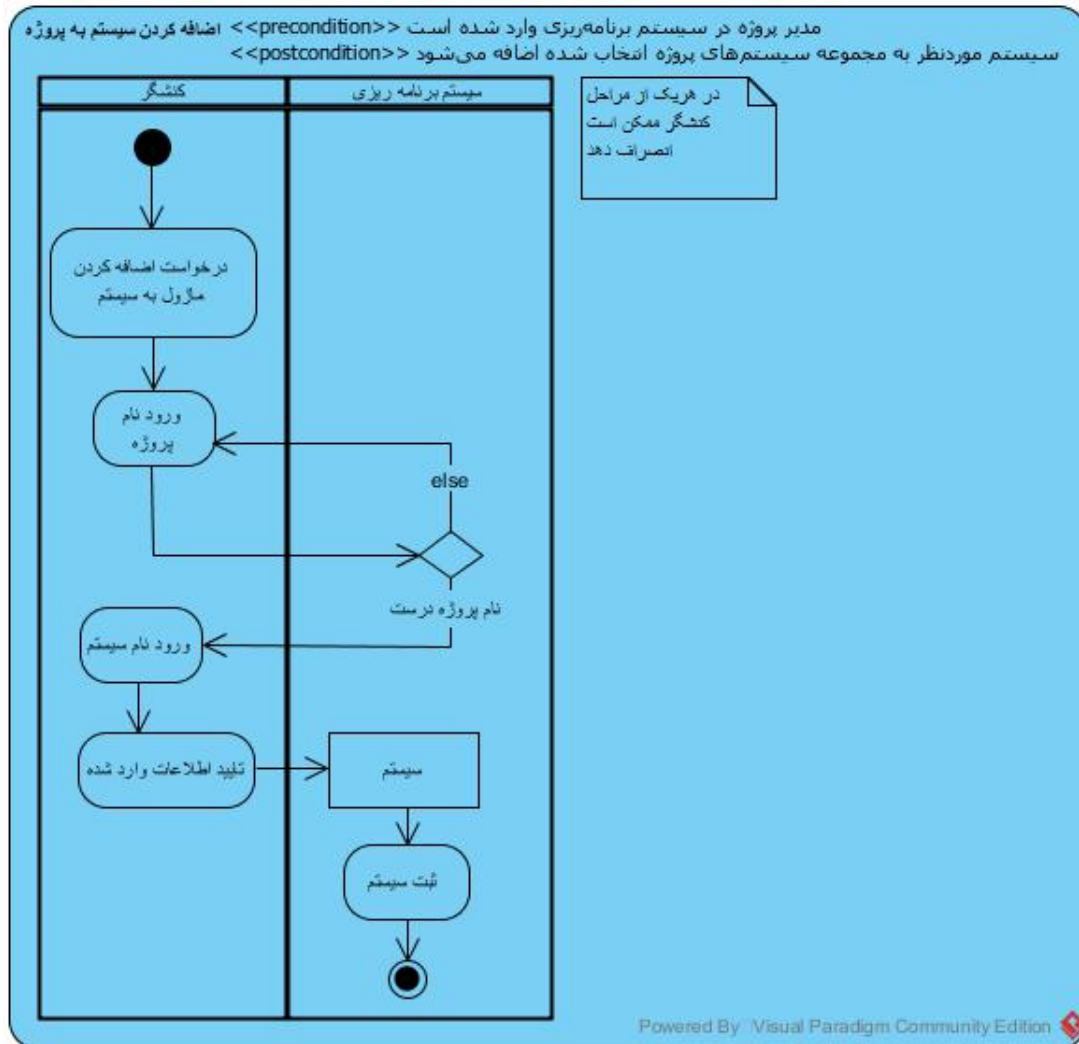 اضافه کردن سیستم به پروژه <<precondition>> مدیر پروژه در سیستم برنامه‌ریزی وارد شده است
<<postcondition>> سیستم موردنظر به مجموعه سیستم‌های پروژه انتخاب شده اضافه می‌شود
کنشگر
سیستم برنامه ریزی
در هریک از مراحل
کنشگر ممکن است
انصراف دهد
درخواست اضافه کردن
ماژول به سیستم
ورود نام
پروژه
else
نام پروژه درست
ورود نام سیستم
تایید اطلاعات وارد شده
سیستم
ثبت سیستم
Powered By Visual Paradigm Community Edition